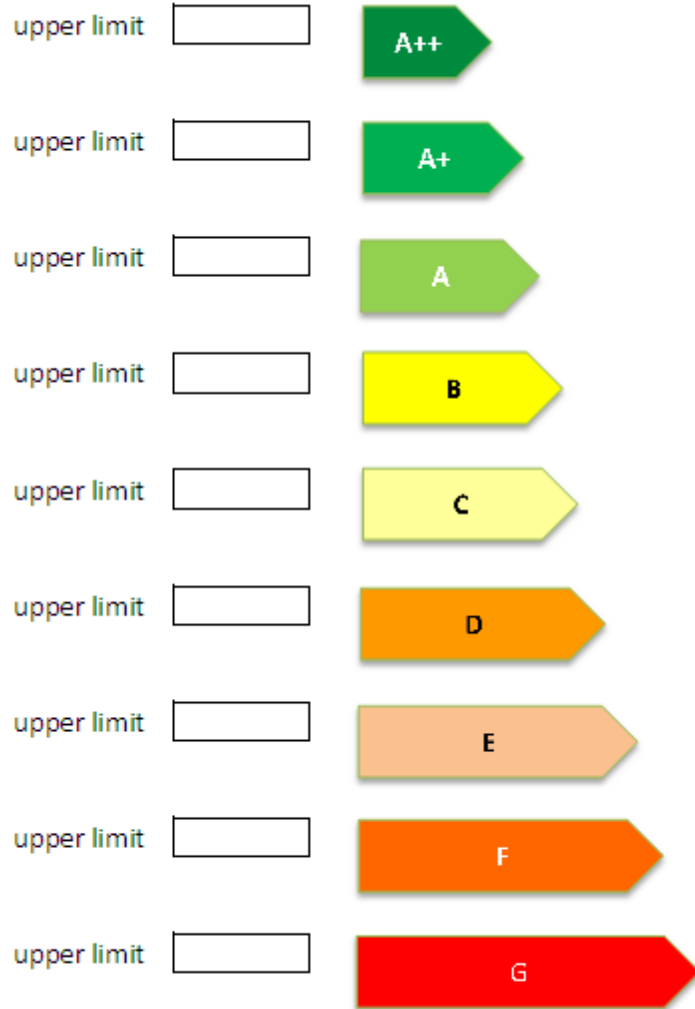 upper limit A++
upper limit A+
upper limit A
upper limit B
upper limit C
upper limit D
upper limit E
upper limit F
upper limit G